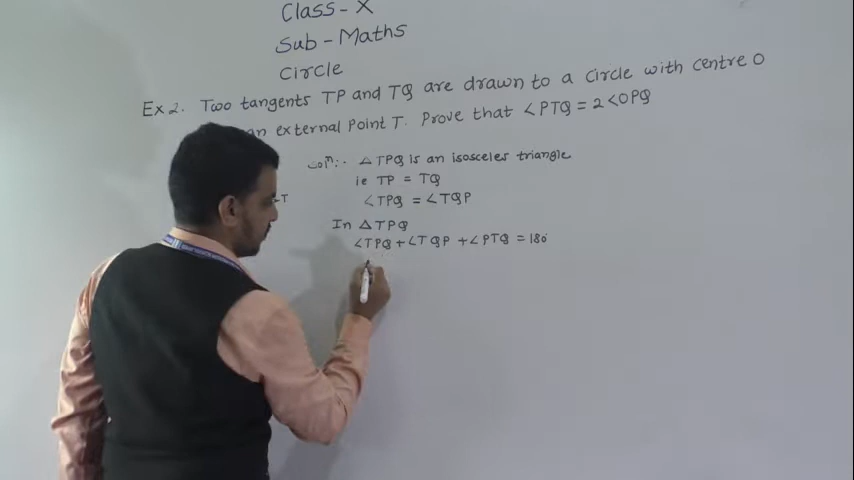 Class - X
Sub - Maths
Circle
Ex 2. Two tangents TP and TQ are drawn to a circle with centre O
an external Point T. Prove that ∠PTQ = 2∠OPQ
T
Δ TPQ is an isosceles triangle
ie TP = TQ
∠TPQ = ∠TQP
In Δ TPQ
∠TPQ + ∠TQP + ∠PTQ = 180°